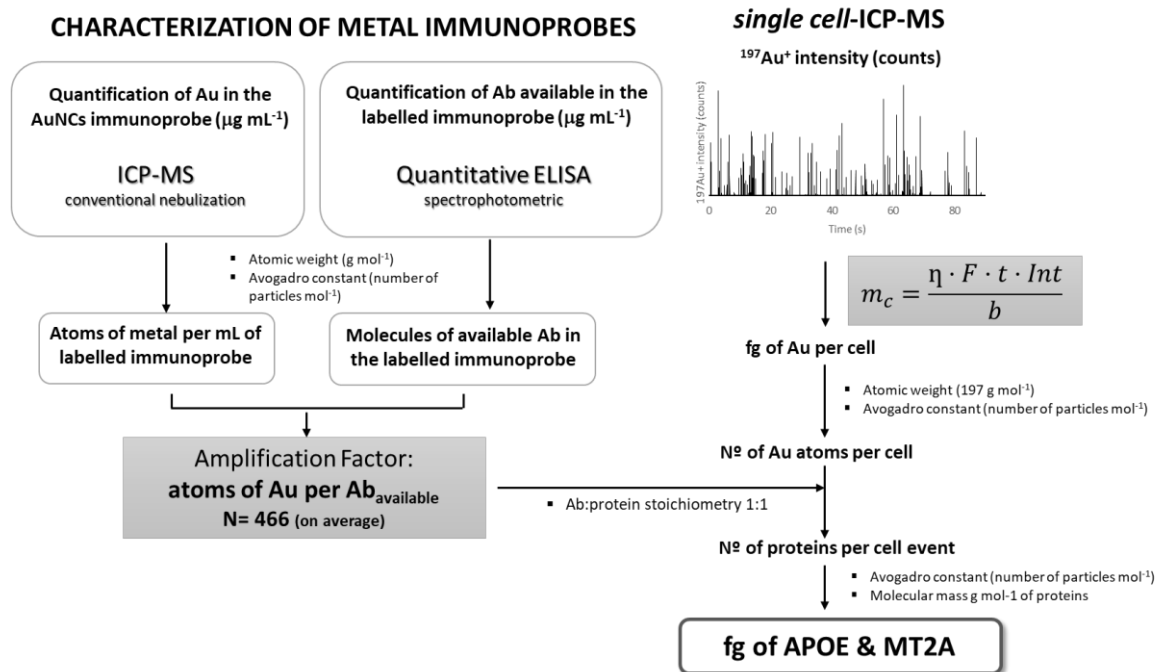 CHARACTERIZATION OF METAL IMMUNOPROBES
Quantification of Au in the
AuNCs immunoprobe (µg mL⁻¹)
ICP-MS
conventional nebulization
Quantification of Ab available in the
labelled immunoprobe (µg mL⁻¹)
Quantitative ELISA
spectrophotometric
▪ Atomic weight (g mol⁻¹)
▪ Avogadro constant (number of
particles mol⁻¹)
Atoms of metal per mL of
labelled immunoprobe
Molecules of available Ab in
the labelled immunoprobe
Amplification Factor:
atoms of Au per Ab_available
N= 466 (on average)
▪ Ab:protein stoichiometry 1:1
single cell-ICP-MS
¹⁹⁷Au⁺ intensity (counts)
197Au+ intensity (counts)
0 20 40 60 80
Time (s)
m_c = η · F · t · Int / b
fg of Au per cell
▪ Atomic weight (197 g mol⁻¹)
▪ Avogadro constant (number of particles mol⁻¹)
Nº of Au atoms per cell
Nº of proteins per cell event
▪ Avogadro constant (number of particles mol⁻¹)
▪ Molecular mass g mol-1 of proteins
fg of APOE & MT2A